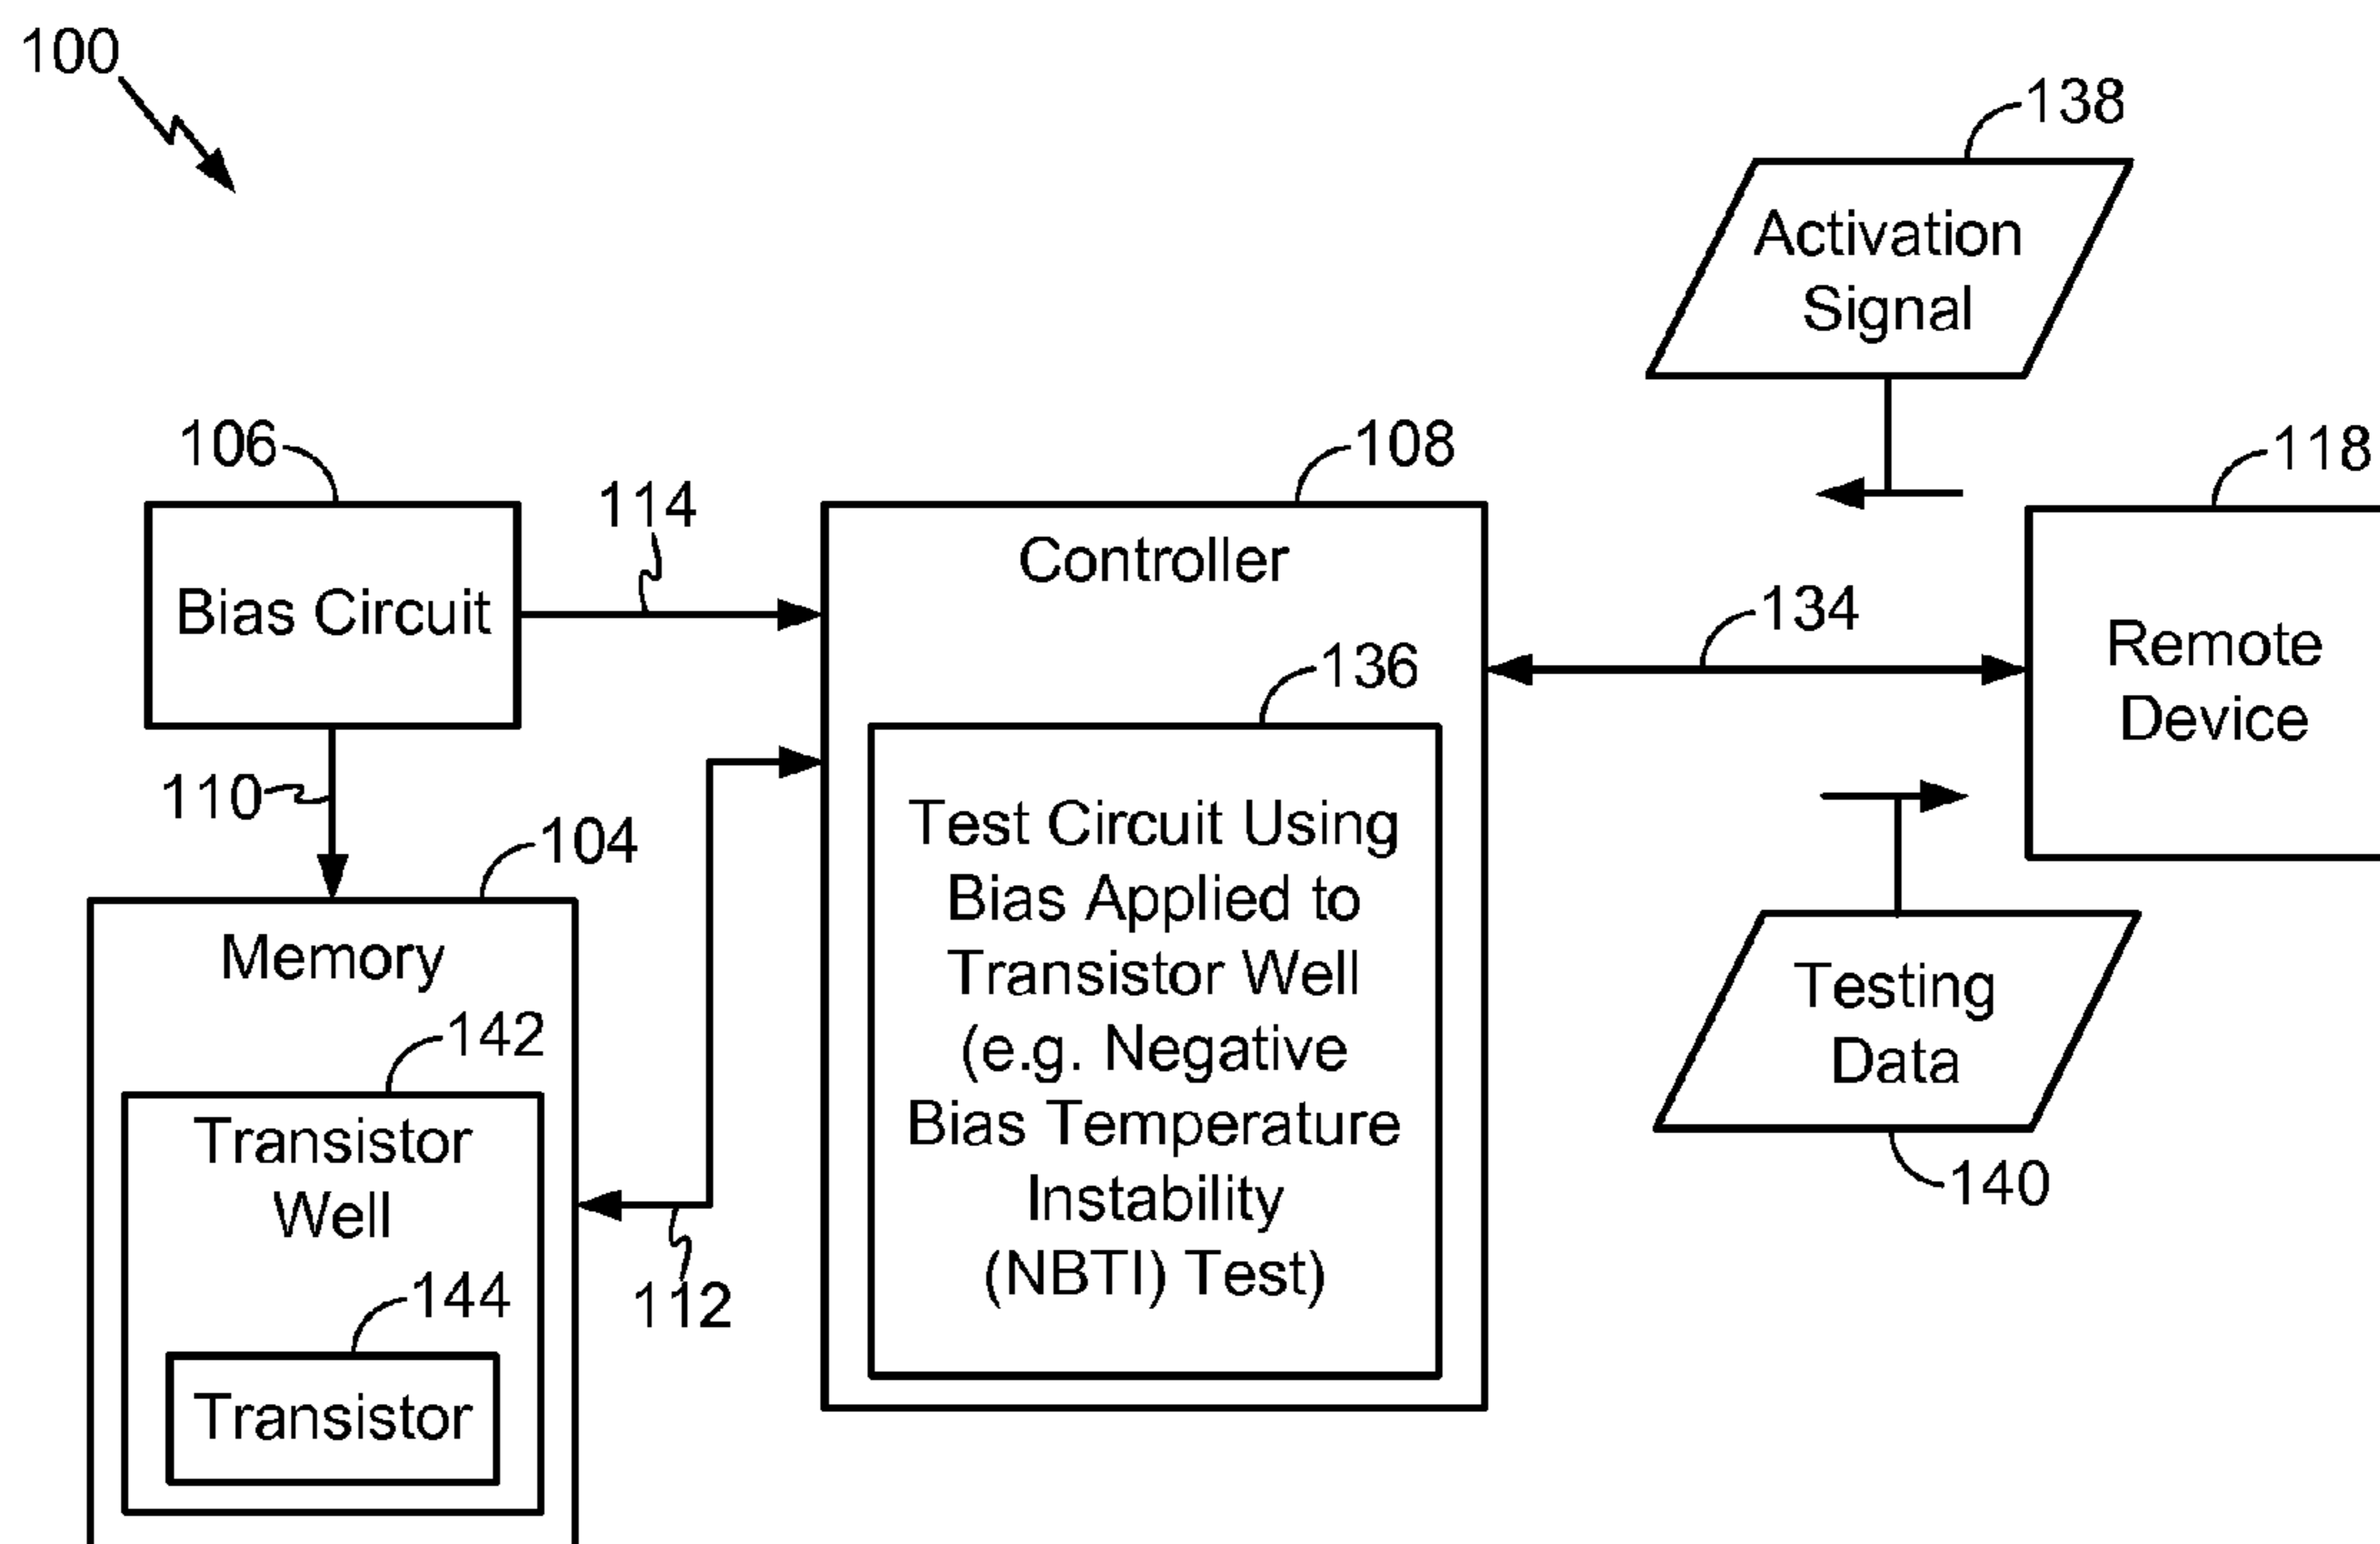 100
138
Activation
Signal
106
114
108
118
Bias Circuit
Controller
134
Remote
Device
136
110
104
Memory
142
Transistor
Well
144
Transistor
112
Test Circuit Using
Bias Applied to
Transistor Well
(e.g. Negative
Bias Temperature
Instability
(NBTI) Test)
Testing
Data
140